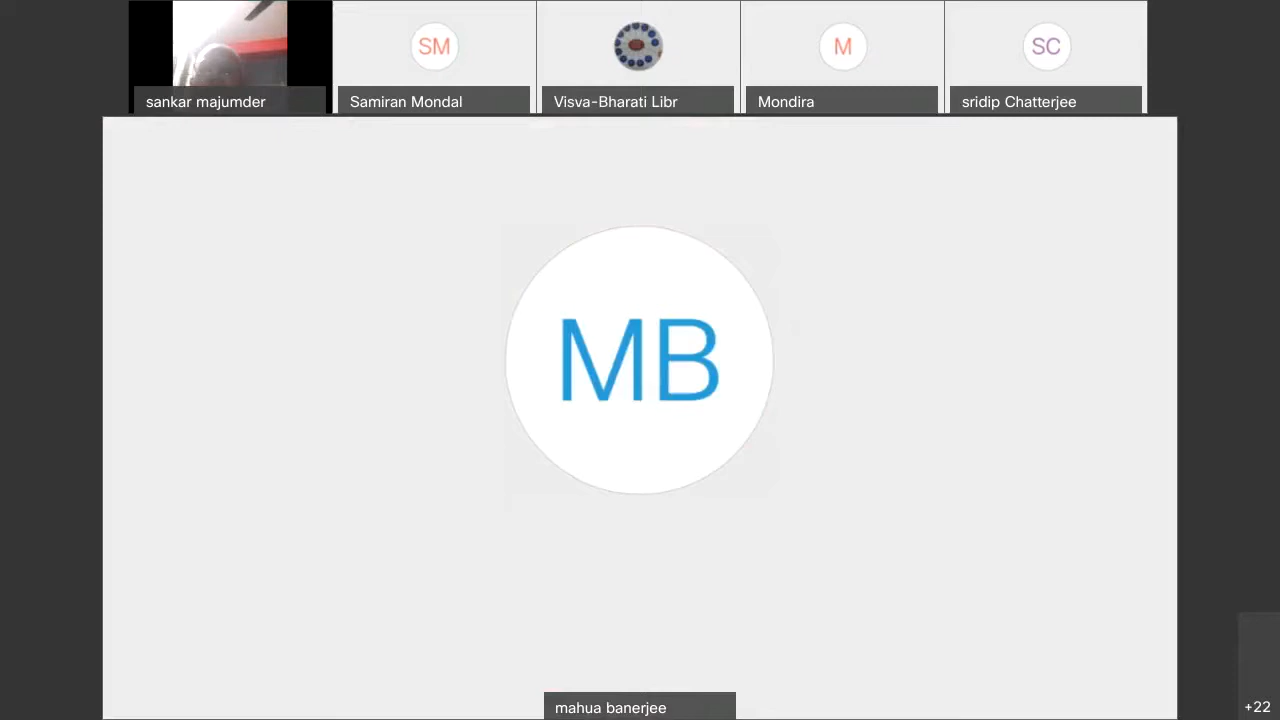 SM
M
SC
sankar majumder
Samiran Mondal
Visva-Bharati Libr
Mondira
sridip Chatterjee
MB
mahua banerjee
+22